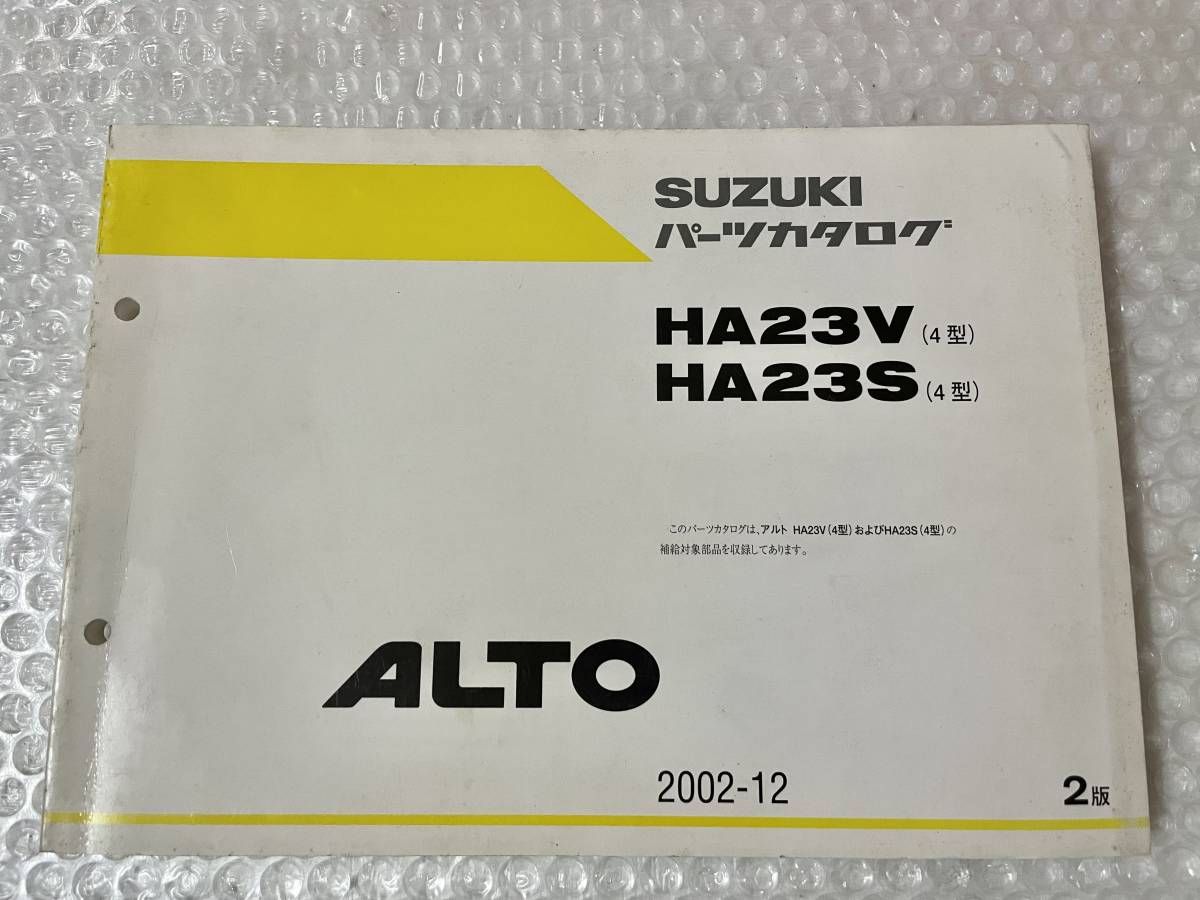 SUZUKI
パーツカタログ
HA23V(4型)
HA23S(4型)
このパーツカタログは、アルト HA23V(4型)およびHA23S(4型)の
補給対象部品を収録してあります。
ALTO
2002-12
2版